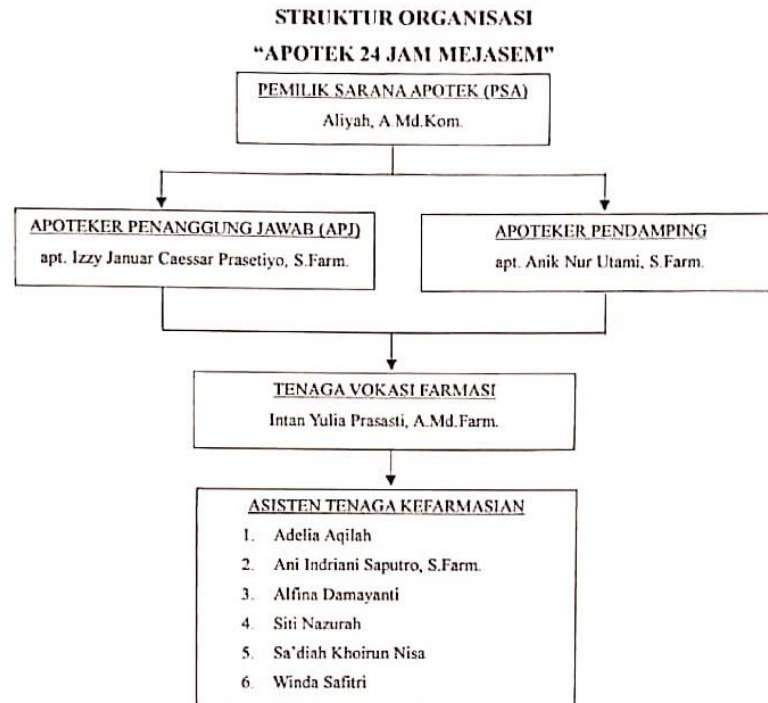 STRUKTUR ORGANISASI
“APOTEK 24 JAM MEJASEM”
PEMILIK SARANA APOTEK (PSA)
Aliyah, A.Md.Kom.
APOTEKER PENANGGUNG JAWAB (APJ)
apt. Izzy Januar Caessar Prasetiyo, S.Farm.
APOTEKER PENDAMPING
apt. Anik Nur Utami, S.Farm.
TENAGA VOKASI FARMASI
Intan Yulia Prasasti, A.Md.Farm.
ASISTEN TENAGA KEFARMASIAN
1. Adelia Aqilah
2. Ani Indriani Saputro, S.Farm.
3. Alfina Damayanti
4. Siti Nazurah
5. Sa’diah Khoirun Nisa
6. Winda Safitri